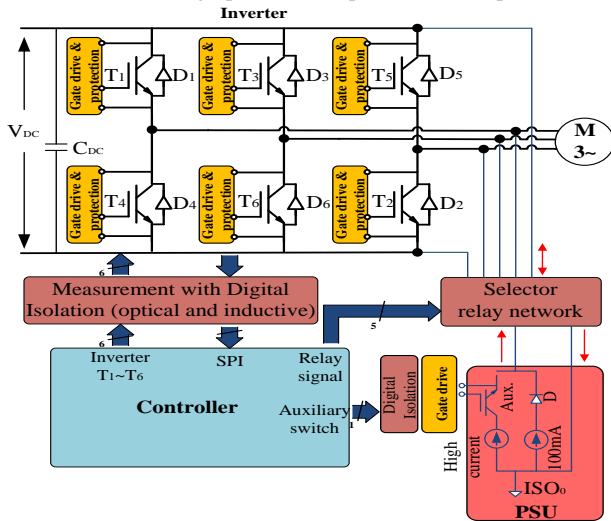 Inverter
Gate drive &
protection
T1
D1
Gate drive &
protection
T3
D3
Gate drive &
protection
T5
D5
VDC
CDC
M
3~
Gate drive &
protection
T4
D4
Gate drive &
protection
T6
D6
Gate drive &
protection
T2
D2
6
Measurement with Digital
Isolation (optical and inductive)
Selector
relay network
6
5
Inverter
T1~T6
SPI
Relay
signal
Controller
Auxiliary
switch
1
Digital
Isolation
Gate drive
High
current
Aux.
D
100mA
ISO0
PSU